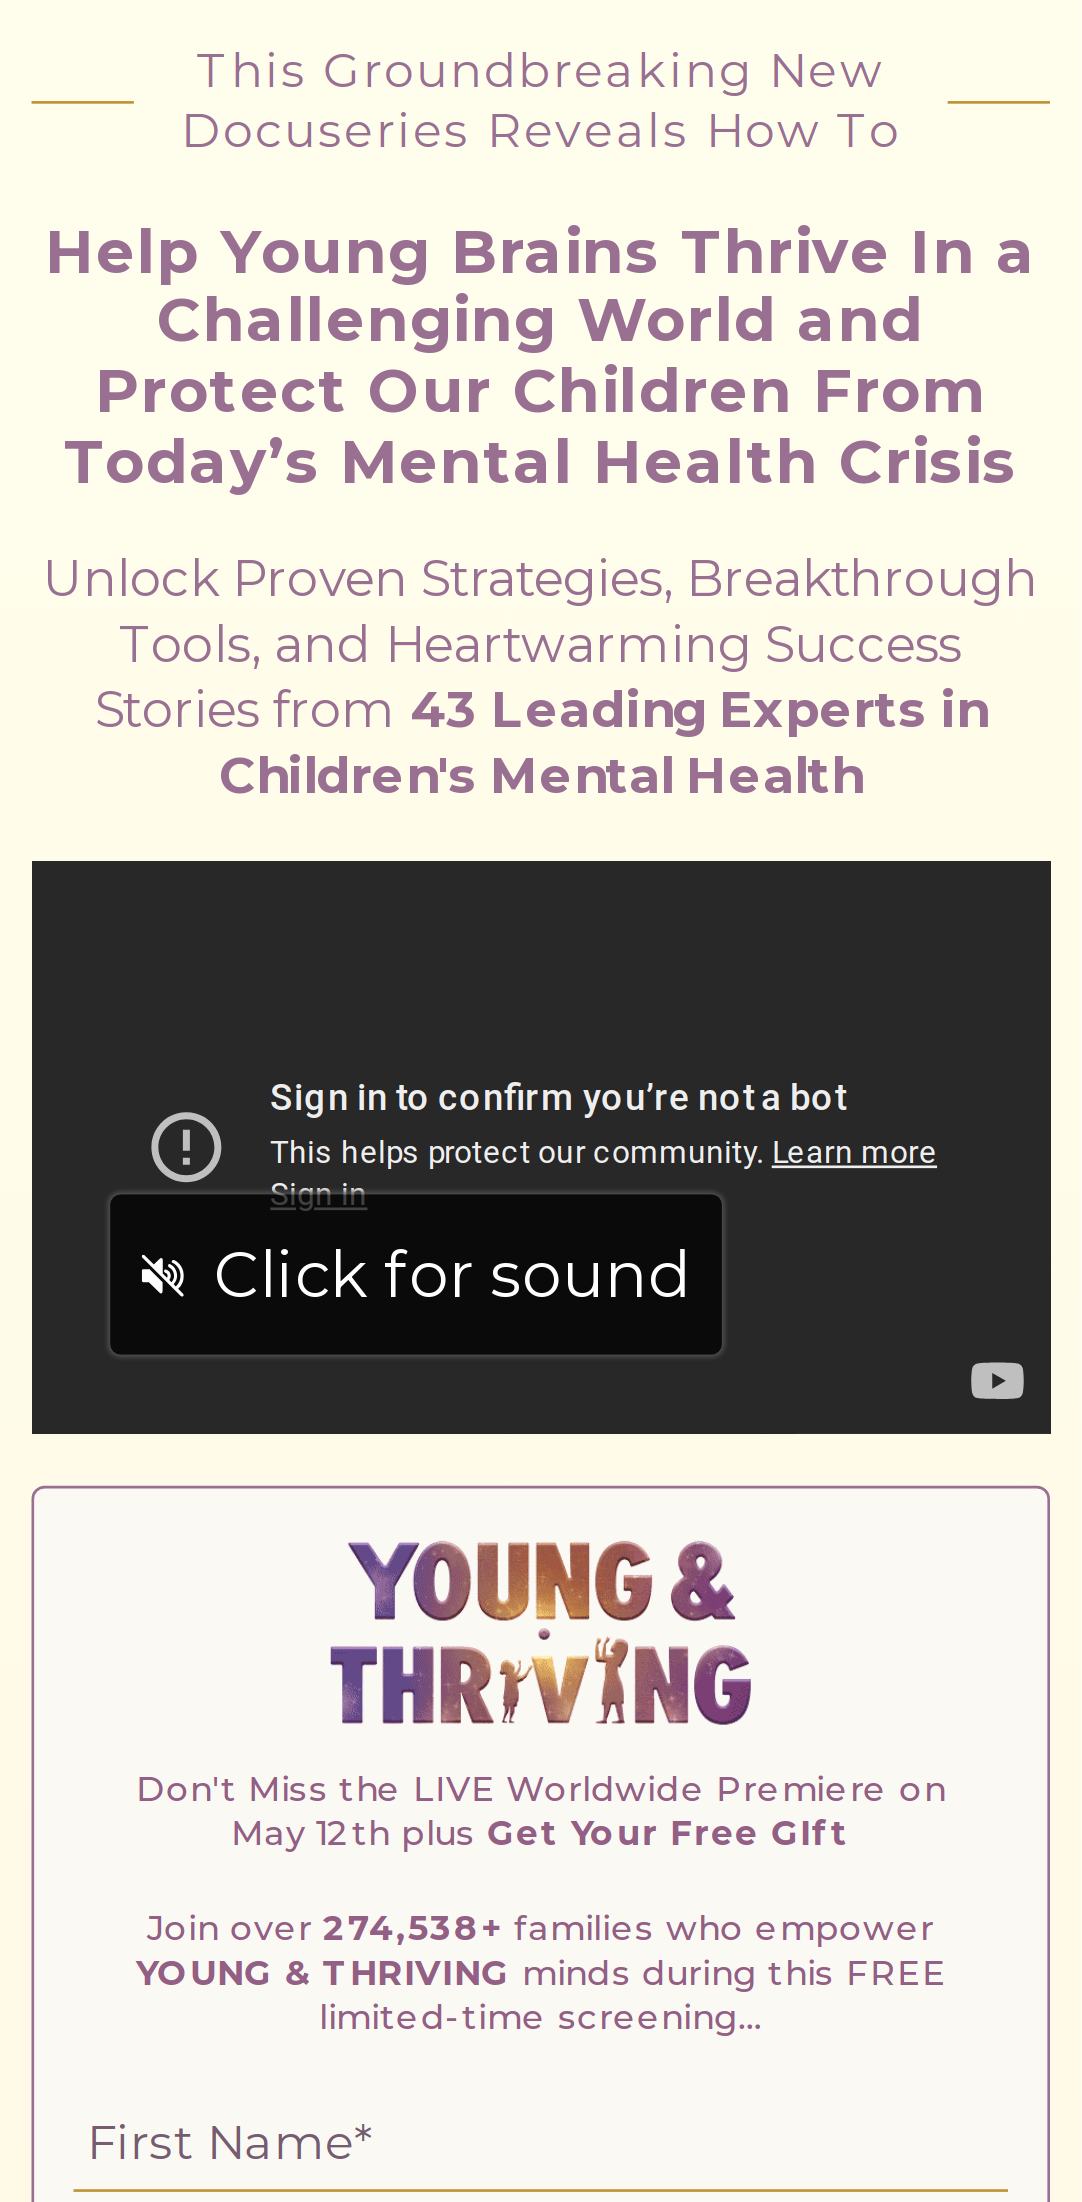 This Groundbreaking New
Docuseries Reveals How To
Help Young Brains Thrive In a
Challenging World and
Protect Our Children From
Today’s Mental Health Crisis
Unlock Proven Strategies, Breakthrough
Tools, and Heartwarming Success
Stories from 43 Leading Experts in
Children's Mental Health
Sign in to confirm you’re not a bot
This helps protect our community. Learn more
Sign in
Click for sound
YOUNG &
THRIVING
Don't Miss the LIVE Worldwide Premiere on
May 12th plus Get Your Free GIft
Join over 274,538+ families who empower
YOUNG & THRIVING minds during this FREE
limited-time screening...
First Name*